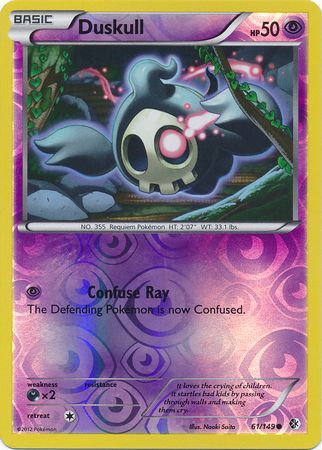 BASIC
Duskull
HP 50
NO. 355 Requiem Pokémon HT: 2'07" WT: 33.1 lbs.
Confuse Ray
The Defending Pokémon is now Confused.
weakness
resistance
×2
retreat
It loves the crying of children.
It startles bad kids by passing
through walls and making
them cry.
©2012 Pokémon
Illus. Naoki Saito
61/149